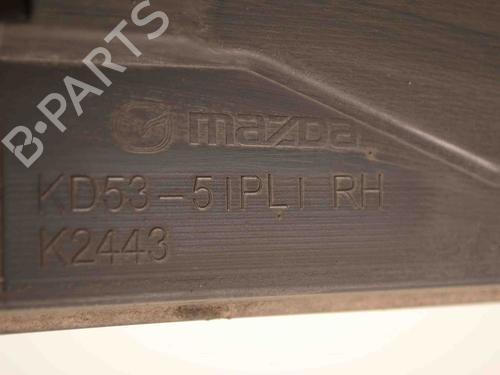 B-PARTS
mazda
KD53-51PL1 RH
K2443